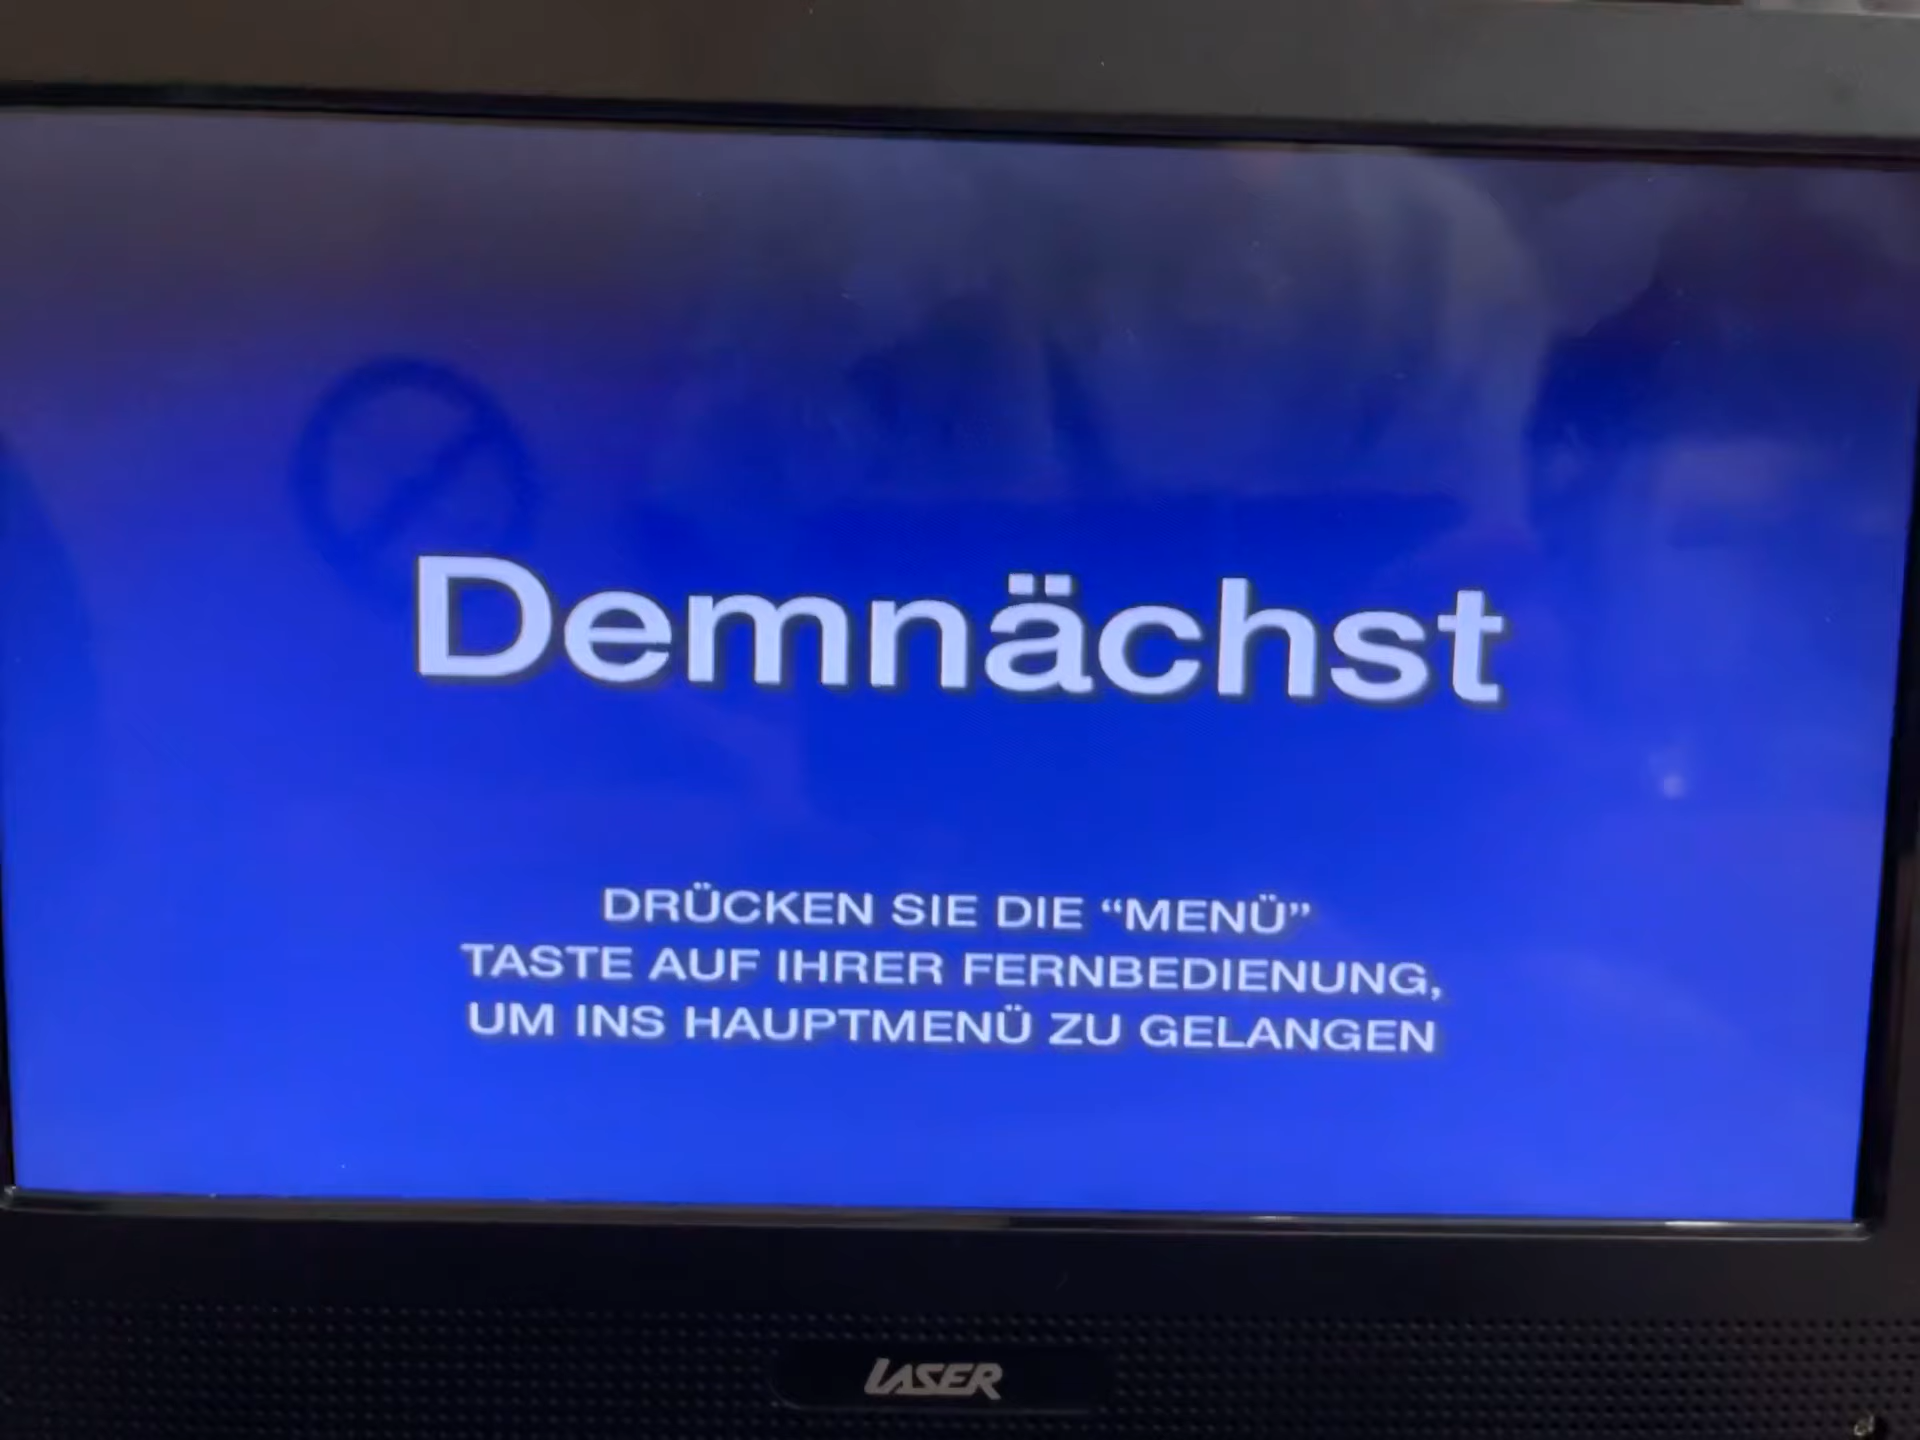 Demnächst
DRÜCKEN SIE DIE “MENÜ”
TASTE AUF IHRER FERNBEDIENUNG,
UM INS HAUPTMENÜ ZU GELANGEN
LASER